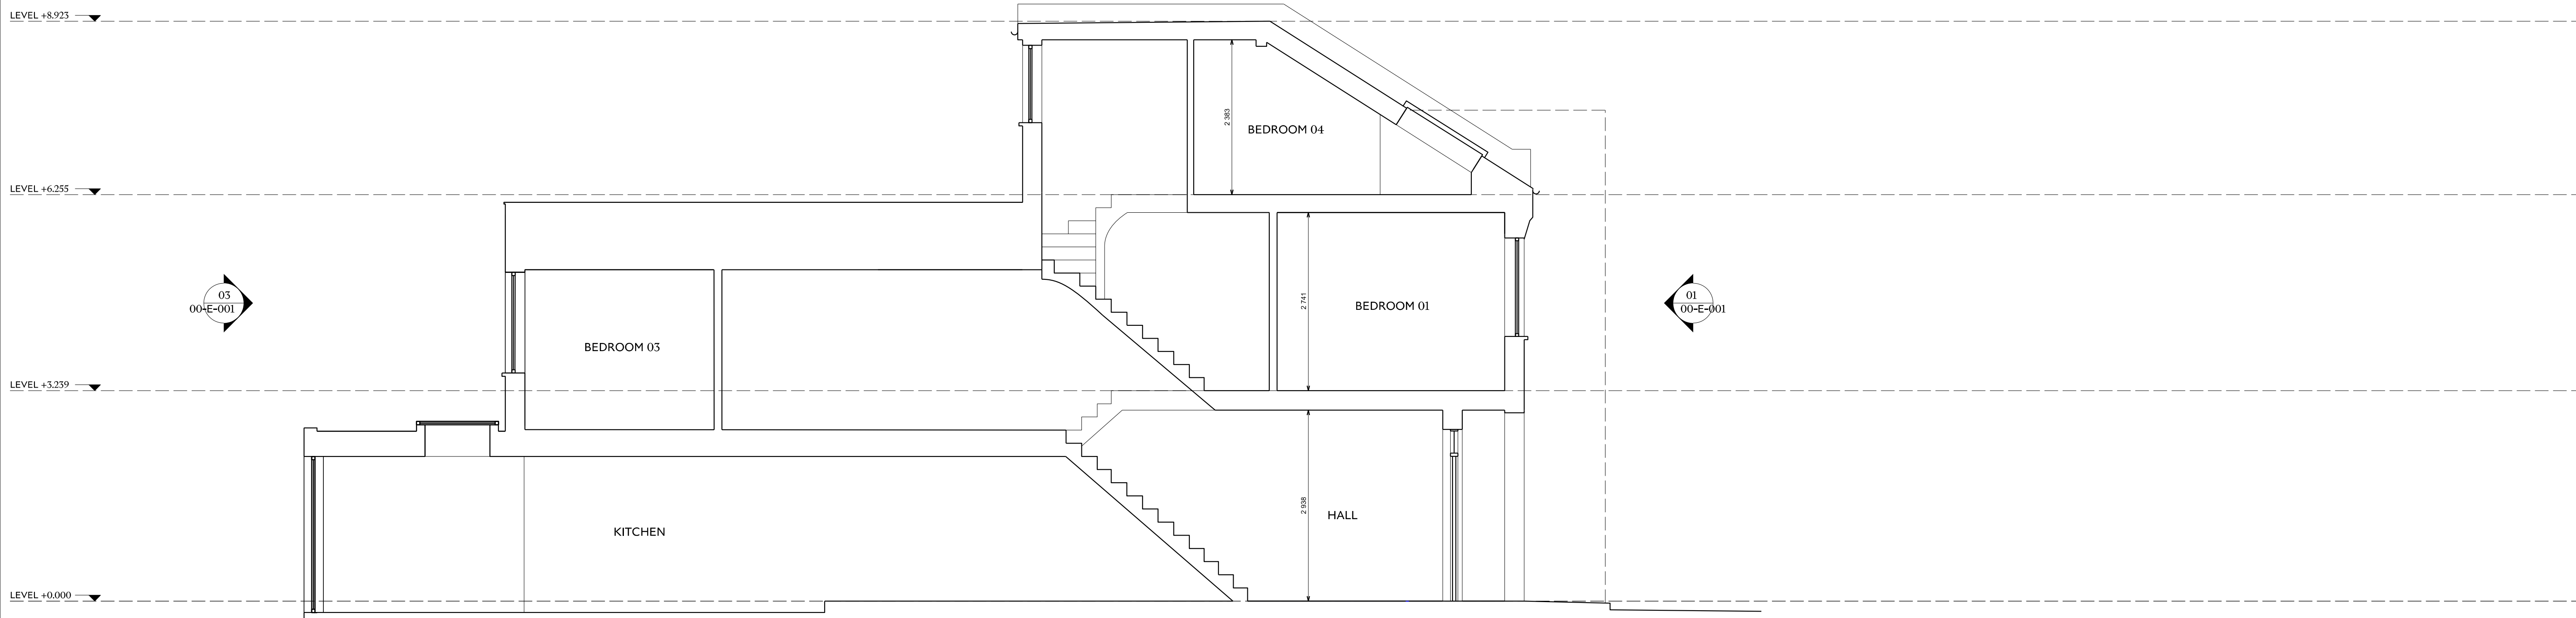 LEVEL +8.923
2 383
BEDROOM 04
LEVEL +6.255
03
00-E-001
2 741
BEDROOM 01
01
00-E-001
BEDROOM 03
LEVEL +3.239
2 938
HALL
KITCHEN
LEVEL +0.000